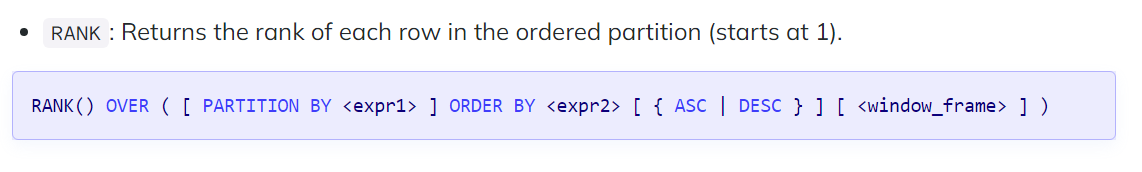 • RANK : Returns the rank of each row in the ordered partition (starts at 1).
RANK() OVER ( [ PARTITION BY <expr1> ] ORDER BY <expr2> [ { ASC | DESC } ] [ <window_frame> ] )